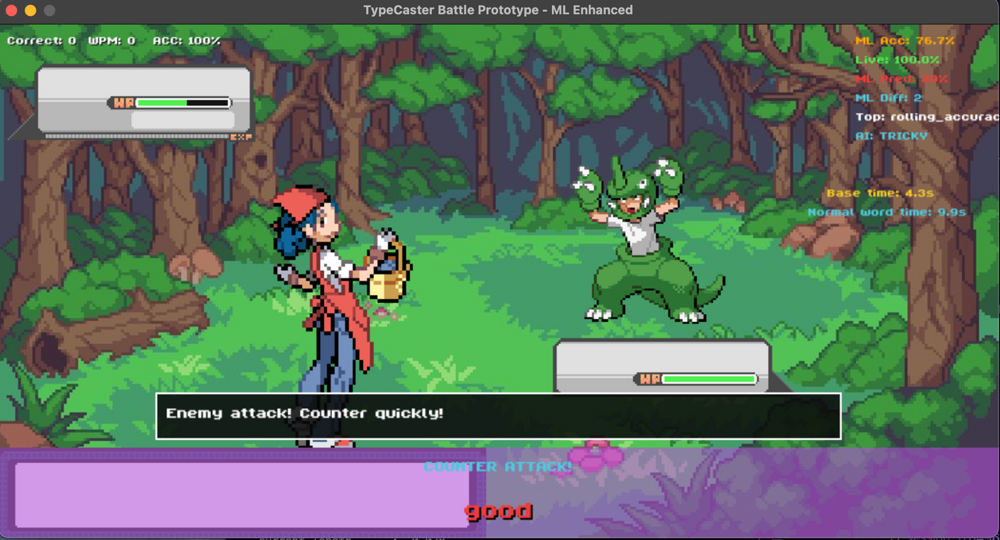 TypeCaster Battle Prototype - ML Enhanced
Correct: 0 WPM: 0 ACC: 100%
ML Acc: 76.7%
Live: 100.0%
ML Pred: 20%
ML Diff: 2
Top: rolling_accurac
AI: TRICKY
HP
EXP
Base time: 4.3s
Normal word time: 9.9s
HP
Enemy attack! Counter quickly!
COUNTER ATTACK!
good